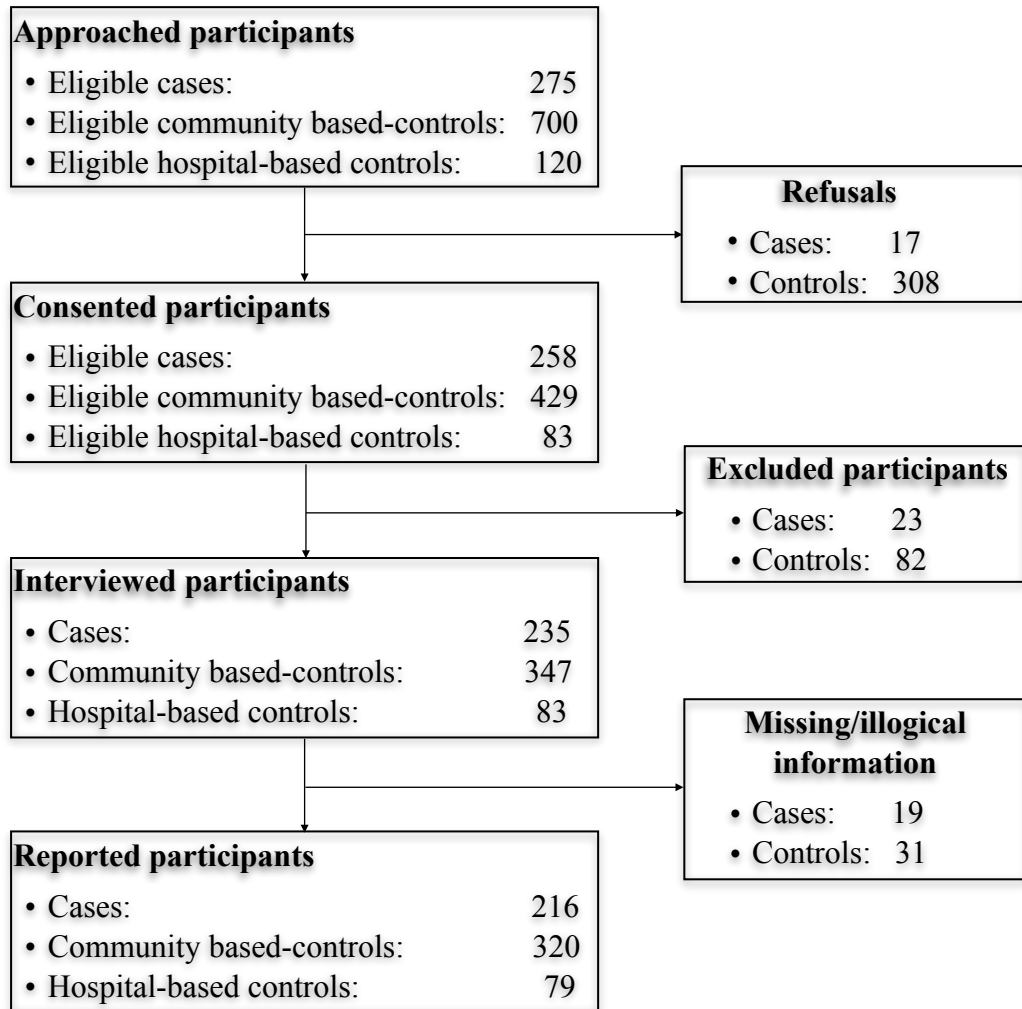 Approached participants
• Eligible cases: 275
• Eligible community based-controls: 700
• Eligible hospital-based controls: 120
Refusals
• Cases: 17
• Controls: 308
Consented participants
• Eligible cases: 258
• Eligible community based-controls: 429
• Eligible hospital-based controls: 83
Excluded participants
• Cases: 23
• Controls: 82
Interviewed participants
• Cases: 235
• Community based-controls: 347
• Hospital-based controls: 83
Missing/illogical
information
• Cases: 19
• Controls: 31
Reported participants
• Cases: 216
• Community based-controls: 320
• Hospital-based controls: 79